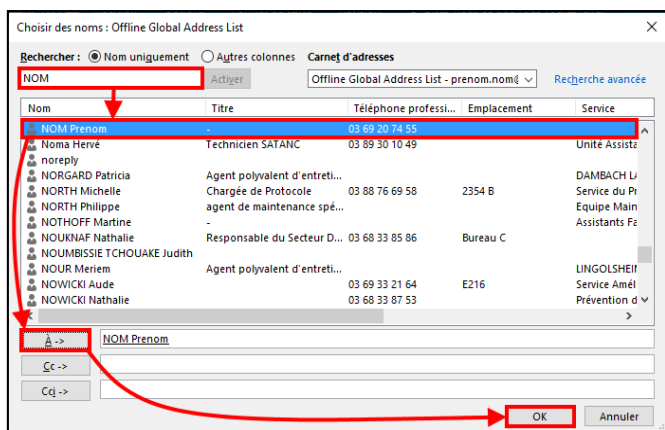 Choisir des noms : Offline Global Address List
Rechercher : Nom uniquement Autres colonnes Carnet d'adresses
NOM Activer Offline Global Address List - prenom.nom@ Recherche avancée
Nom Titre Téléphone professi... Emplacement Service
NOM Prenom - 03 69 20 74 55
Noma Hervé Technicien SATANC 03 89 30 10 49 Unité Assista
noreply
NORGARD Patricia Agent polyvalent d'entreti... DAMBACH LA
NORTH Michelle Chargée de Protocole 03 88 76 69 58 2354 B Service du Pr
NORTH Philippe agent de maintenance spé... Equipe Main
NOTHOFF Martine - Assistants Fa
NOUKNAF Nathalie Responsable du Secteur D... 03 68 33 85 86 Bureau C
NOUMBISSIE TCHOUAKE Judith
NOUR Meriem Agent polyvalent d'entreti... LINGOLSHEIM
NOWICKI Aude 03 69 33 21 64 E216 Service Amél
NOWICKI Nathalie 03 68 33 87 53 Prévention d
À -> NOM Prenom
Cc ->
Cci ->
OK Annuler